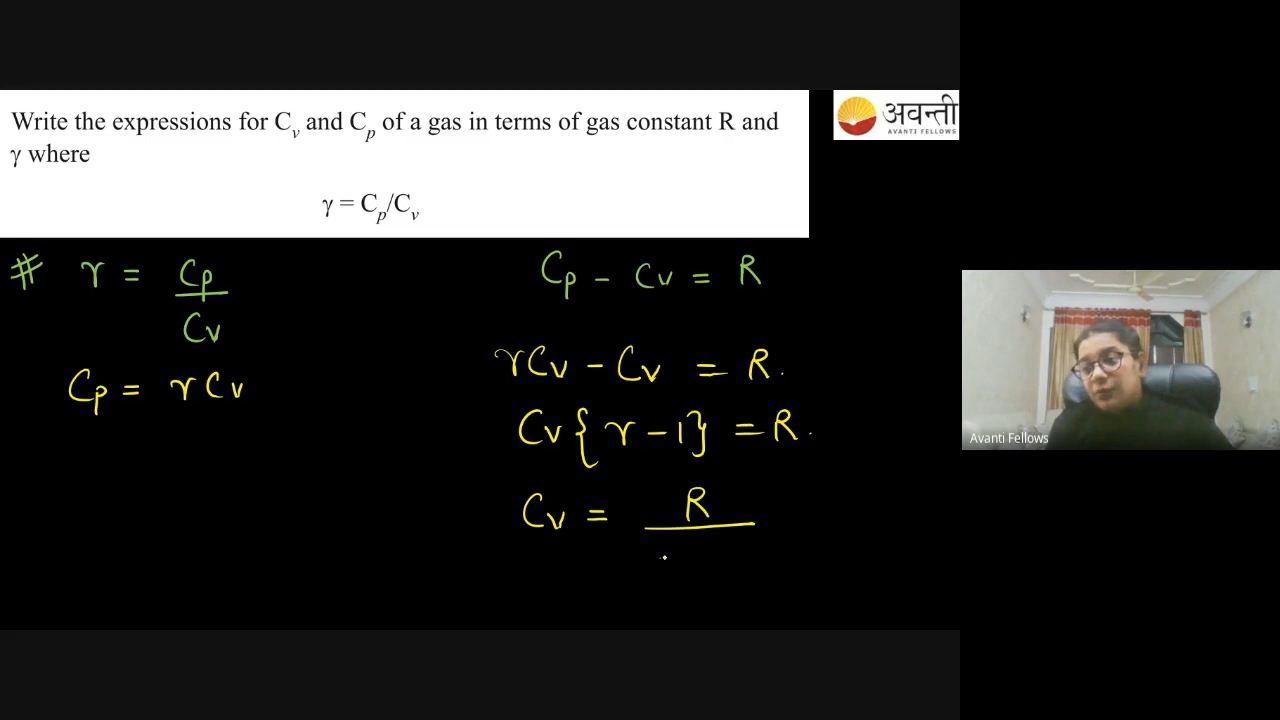 Write the expressions for Cv and Cp of a gas in terms of gas constant R and
γ where
γ = Cp/Cv
अवन्ती
AVANTI FELLOWS
# γ = Cp/Cv
Cp = γCv
Cp - Cv = R
γCv - Cv = R.
Cv{γ-1} = R.
Cv = R
Avanti Fellows